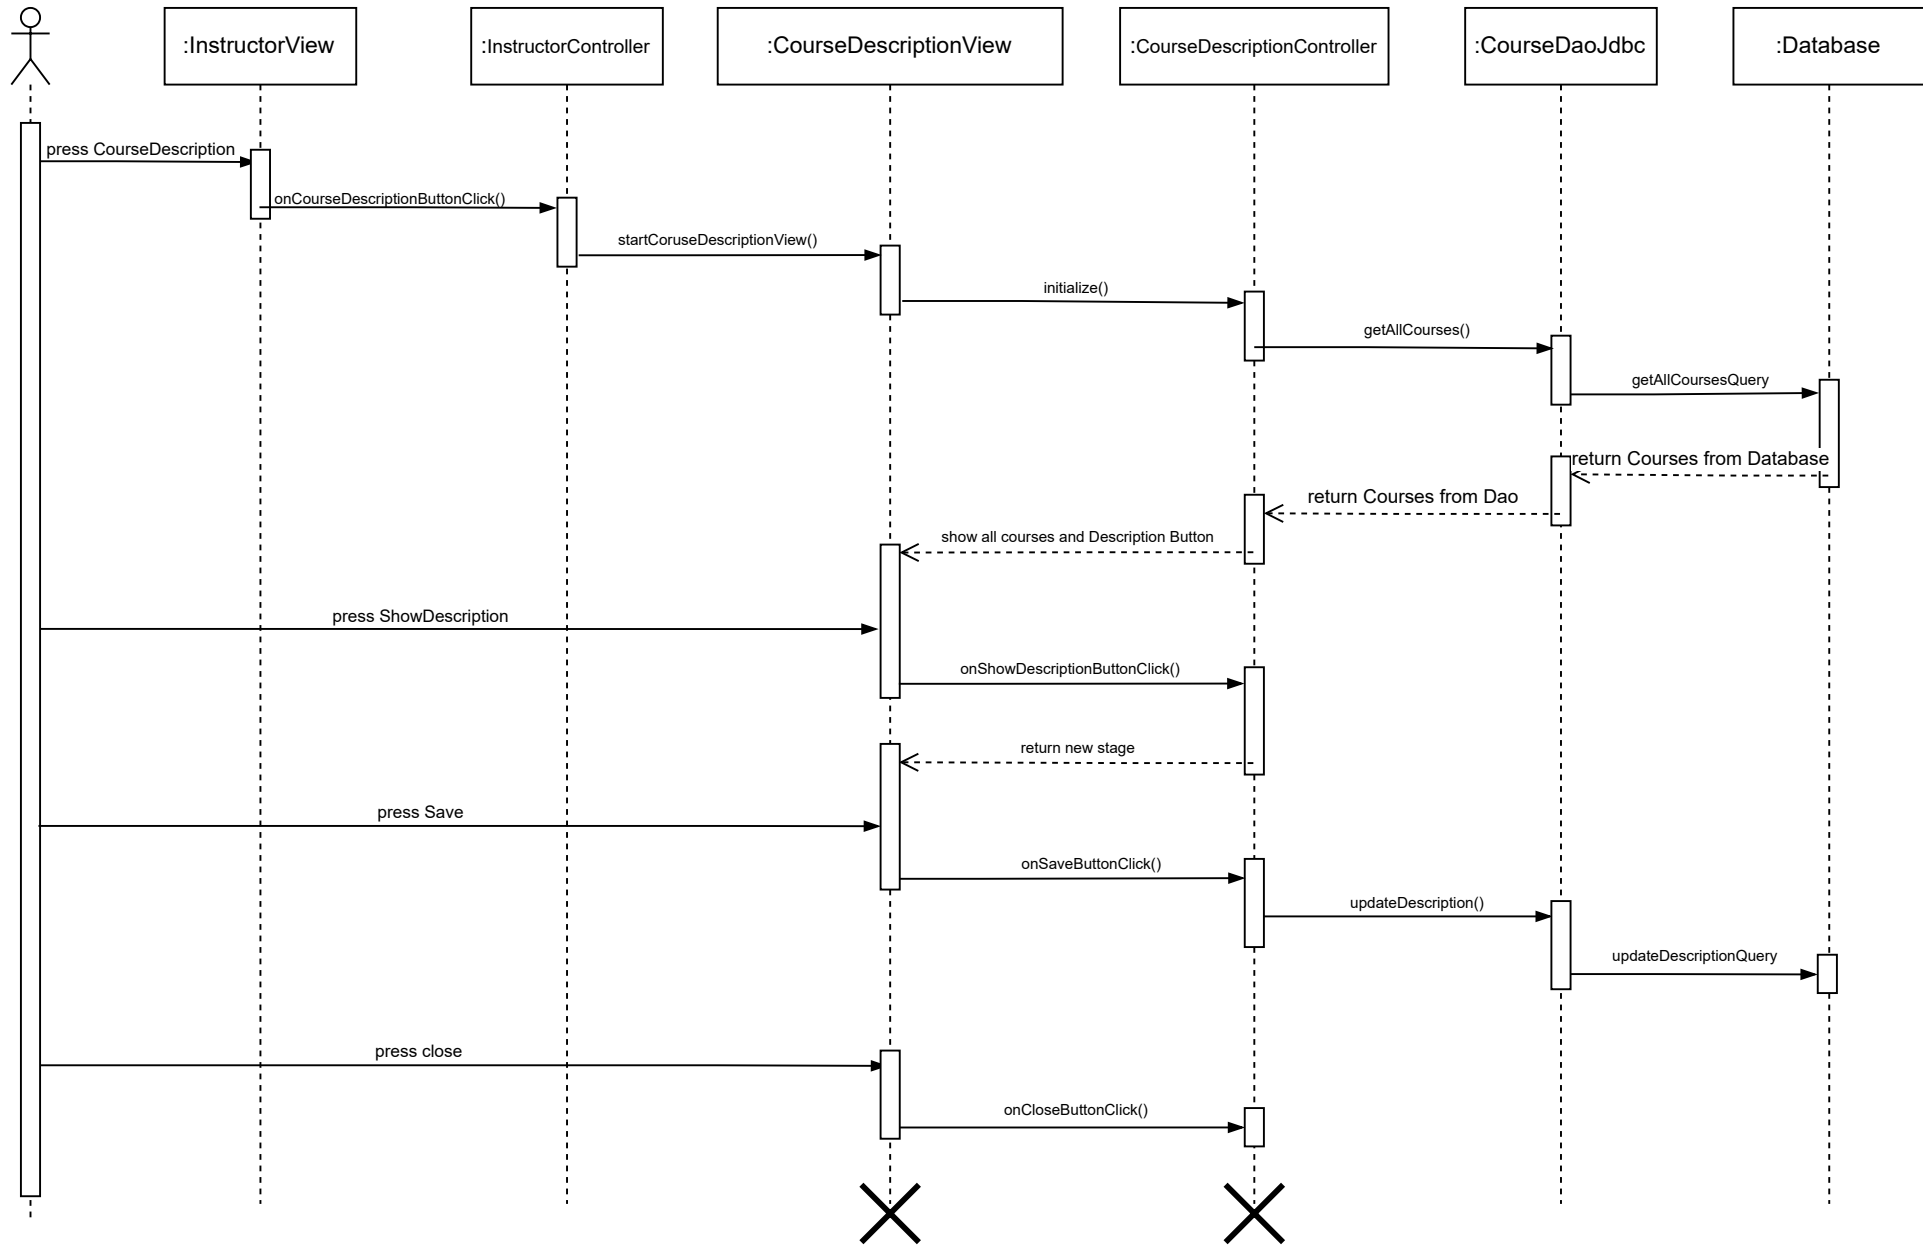 :InstructorView
:InstructorController
:CourseDescriptionView
:CourseDescriptionController
:CourseDaoJdbc
:Database
press CourseDescription
onCourseDescriptionButtonClick()
startCoruseDescriptionView()
initialize()
getAllCourses()
getAllCoursesQuery
return Courses from Database
return Courses from Dao
show all courses and Description Button
press ShowDescription
onShowDescriptionButtonClick()
return new stage
press Save
onSaveButtonClick()
updateDescription()
updateDescriptionQuery
press close
onCloseButtonClick()